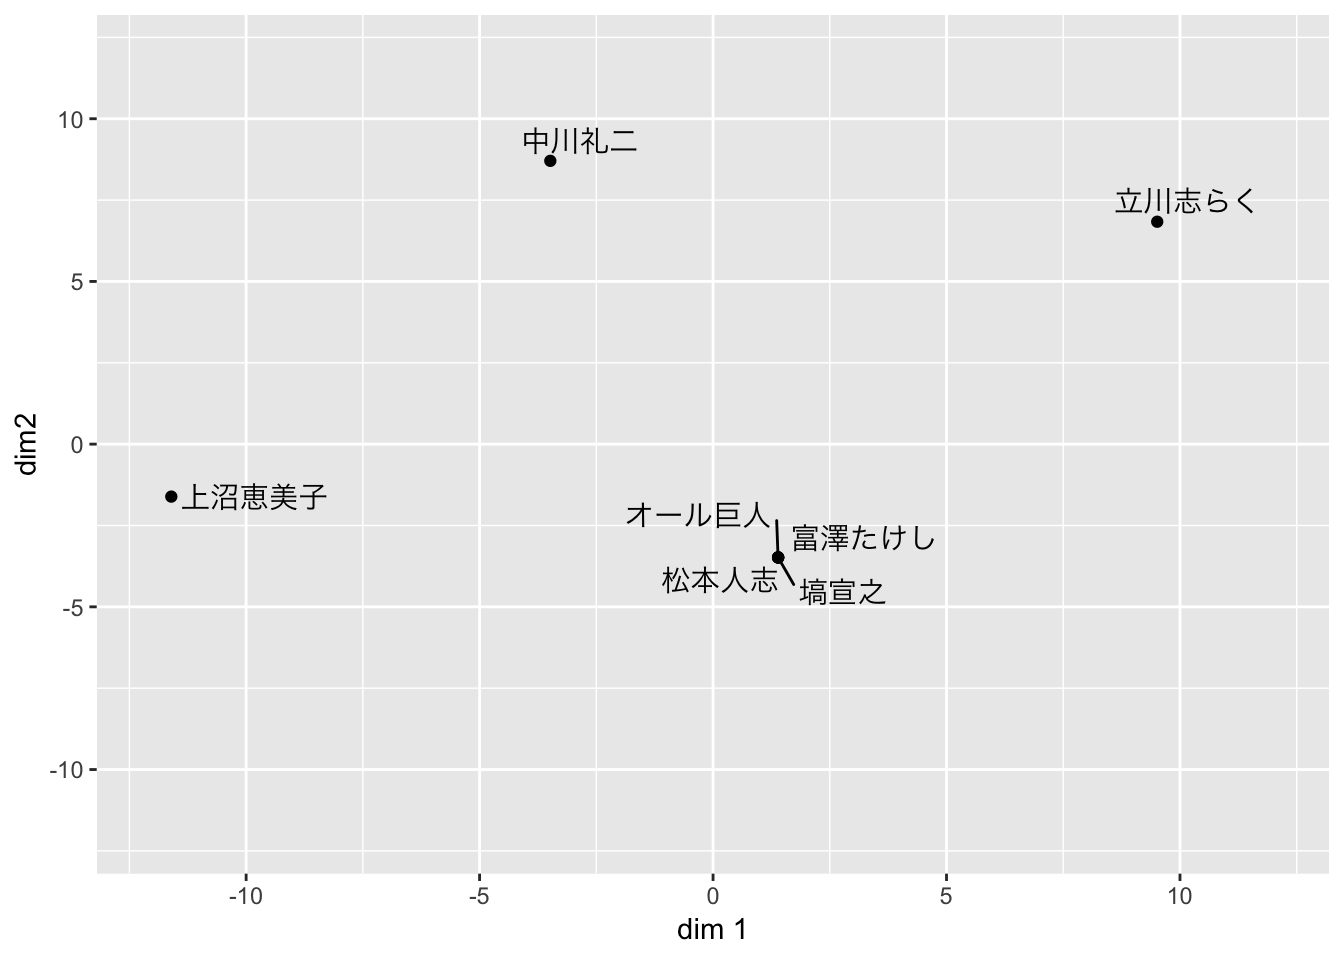 10
中川礼二
立川志らく
5
dim2
0
上沼恵美子
オール巨人
富澤たけし
松本人志
塙宣之
-5
-10
-10
-5
0
5
10
dim 1